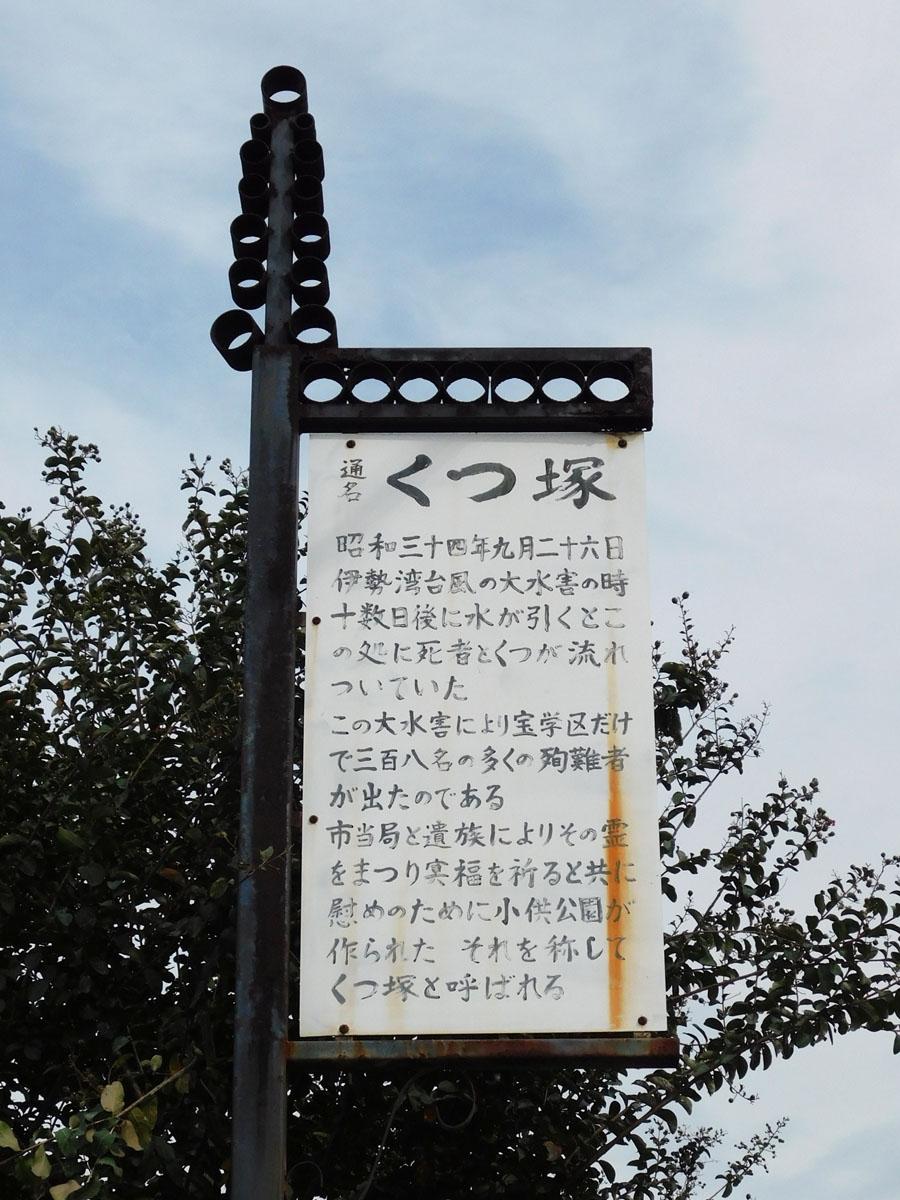 通名 くつ塚
昭和三十四年九月二十六日
伊勢湾台風の大水害の時
十数日後に水が引くとこ
の処に死者とくつが流れ
ついていた
この大水害により宝学区だけ
で三百八名の多くの殉難者
が出たのである
市当局と遺族によりその霊
をまつり冥福を祈ると共に
慰めのために小供公園が
作られた それを称して
くつ塚と呼ばれる